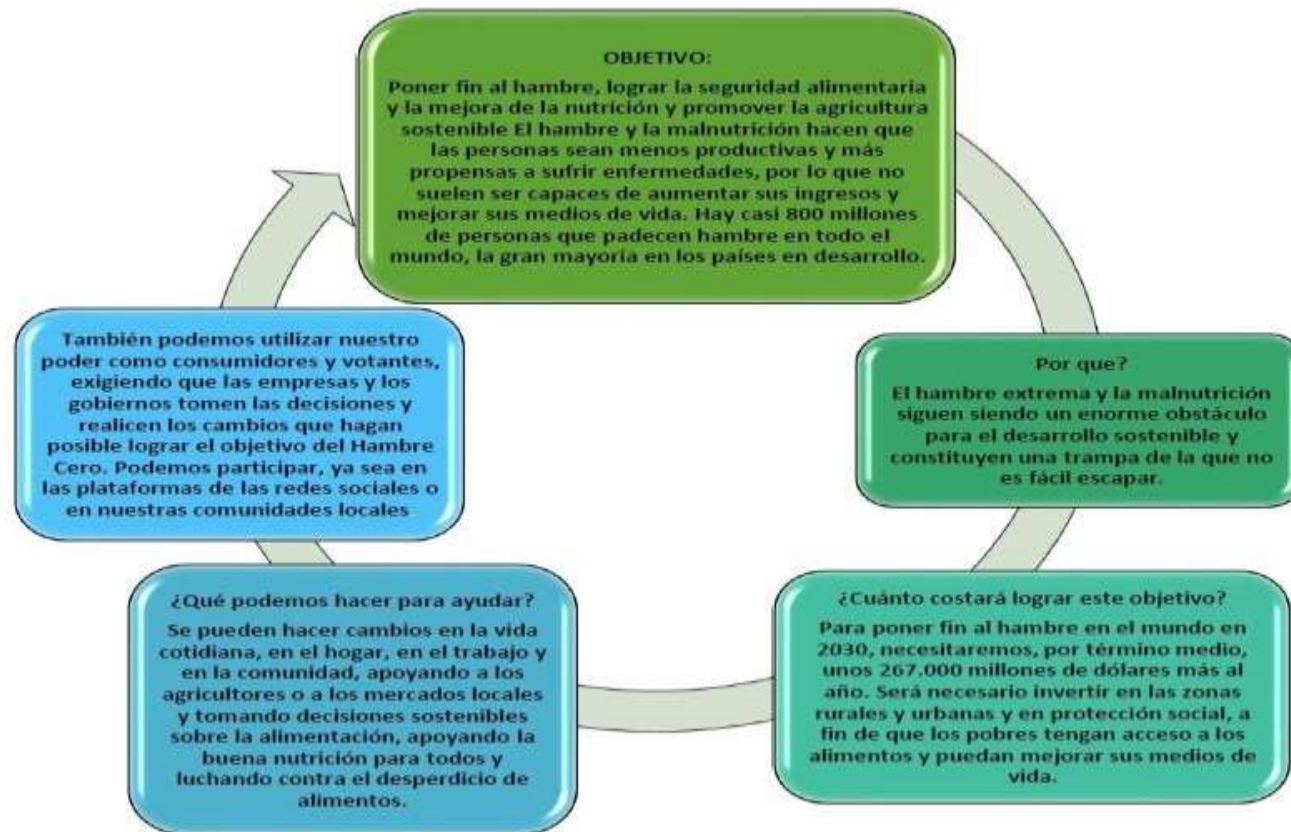 OBJETIVO:
Poner fin al hambre, lograr la seguridad alimentaria
y la mejora de la nutrición y promover la agricultura
sostenible El hambre y la malnutrición hacen que
las personas sean menos productivas y más
propensas a sufrir enfermedades, por lo que no
suelen ser capaces de aumentar sus ingresos y
mejorar sus medios de vida. Hay casi 800 millones
de personas que padecen hambre en todo el
mundo, la gran mayoría en los países en desarrollo.
Por que?
El hambre extrema y la malnutrición
siguen siendo un enorme obstáculo
para el desarrollo sostenible y
constituyen una trampa de la que no
es fácil escapar.
¿Cuánto costará lograr este objetivo?
Para poner fin al hambre en el mundo en
2030, necesitaremos, por término medio,
unos 267.000 millones de dólares más al
año. Será necesario invertir en las zonas
rurales y urbanas y en protección social, a
fin de que los pobres tengan acceso a los
alimentos y puedan mejorar sus medios de
vida.
¿Qué podemos hacer para ayudar?
Se pueden hacer cambios en la vida
cotidiana, en el hogar, en el trabajo y
en la comunidad, apoyando a los
agricultores o a los mercados locales
y tomando decisiones sostenibles
sobre la alimentación, apoyando la
buena nutrición para todos y
luchando contra el desperdicio de
alimentos.
También podemos utilizar nuestro
poder como consumidores y votantes,
exigiendo que las empresas y los
gobiernos tomen las decisiones y
realicen los cambios que hagan
posible lograr el objetivo del Hambre
Cero. Podemos participar, ya sea en
las plataformas de las redes sociales o
en nuestras comunidades locales